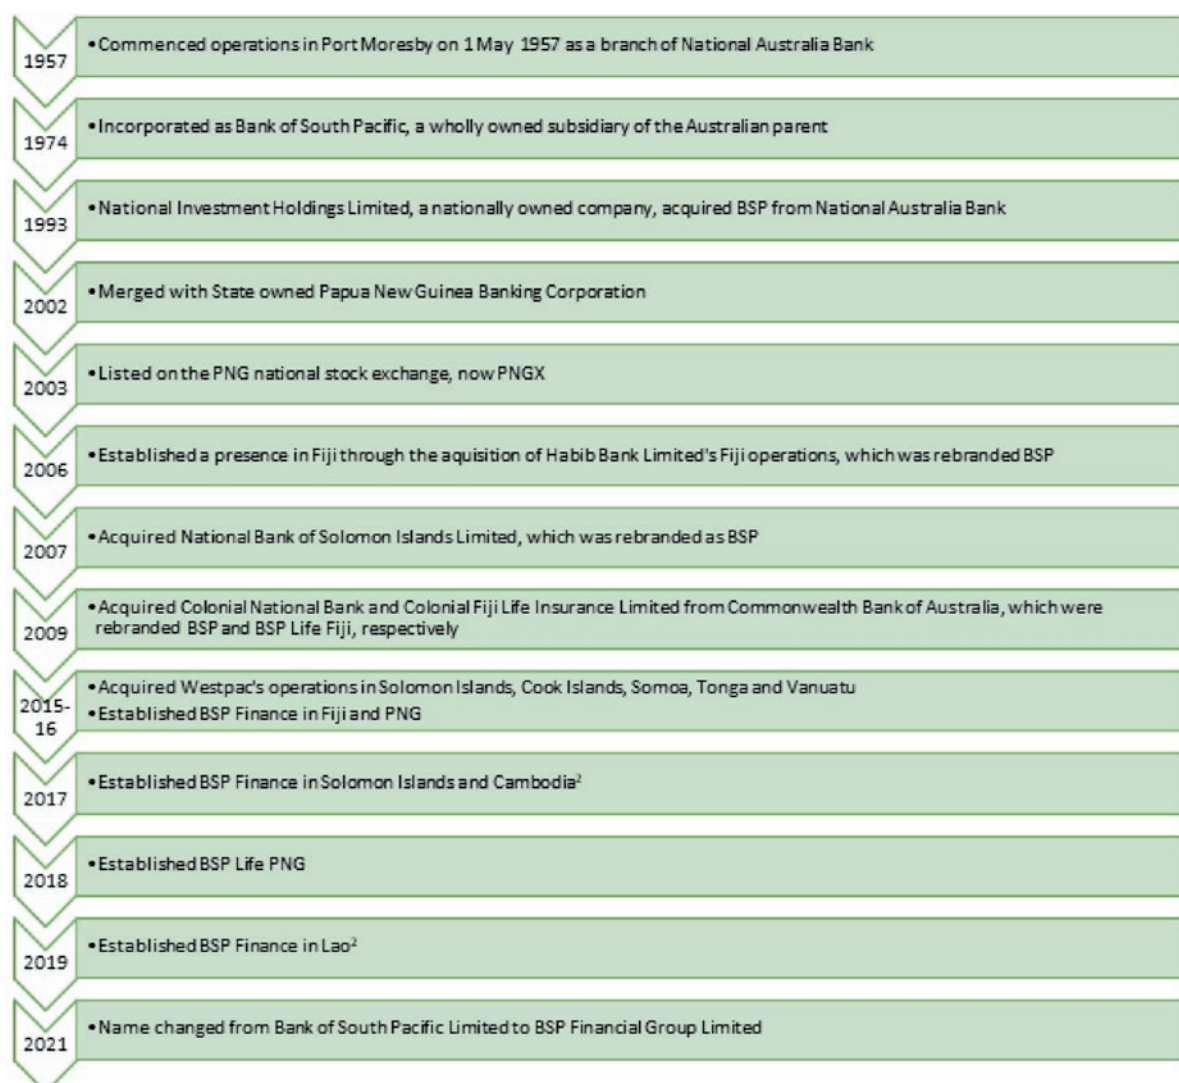 1957
•Commenced operations in Port Moresby on 1 May 1957 as a branch of National Australia Bank
1974
•Incorporated as Bank of South Pacific, a wholly owned subsidiary of the Australian parent
1993
•National Investment Holdings Limited, a nationally owned company, acquired BSP from National Australia Bank
2002
•Merged with State owned Papua New Guinea Banking Corporation
2003
•Listed on the PNG national stock exchange, now PNGX
2006
•Established a presence in Fiji through the aquisition of Habib Bank Limited's Fiji operations, which was rebranded BSP
2007
•Acquired National Bank of Solomon Islands Limited, which was rebranded as BSP
2009
•Acquired Colonial National Bank and Colonial Fiji Life Insurance Limited from Commonwealth Bank of Australia, which were
rebranded BSP and BSP Life Fiji, respectively
2015-
16
•Acquired Westpac's operations in Solomon Islands, Cook Islands, Somoa, Tonga and Vanuatu
•Established BSP Finance in Fiji and PNG
2017
•Established BSP Finance in Solomon Islands and Cambodia²
2018
•Established BSP Life PNG
2019
•Established BSP Finance in Lao²
2021
•Name changed from Bank of South Pacific Limited to BSP Financial Group Limited